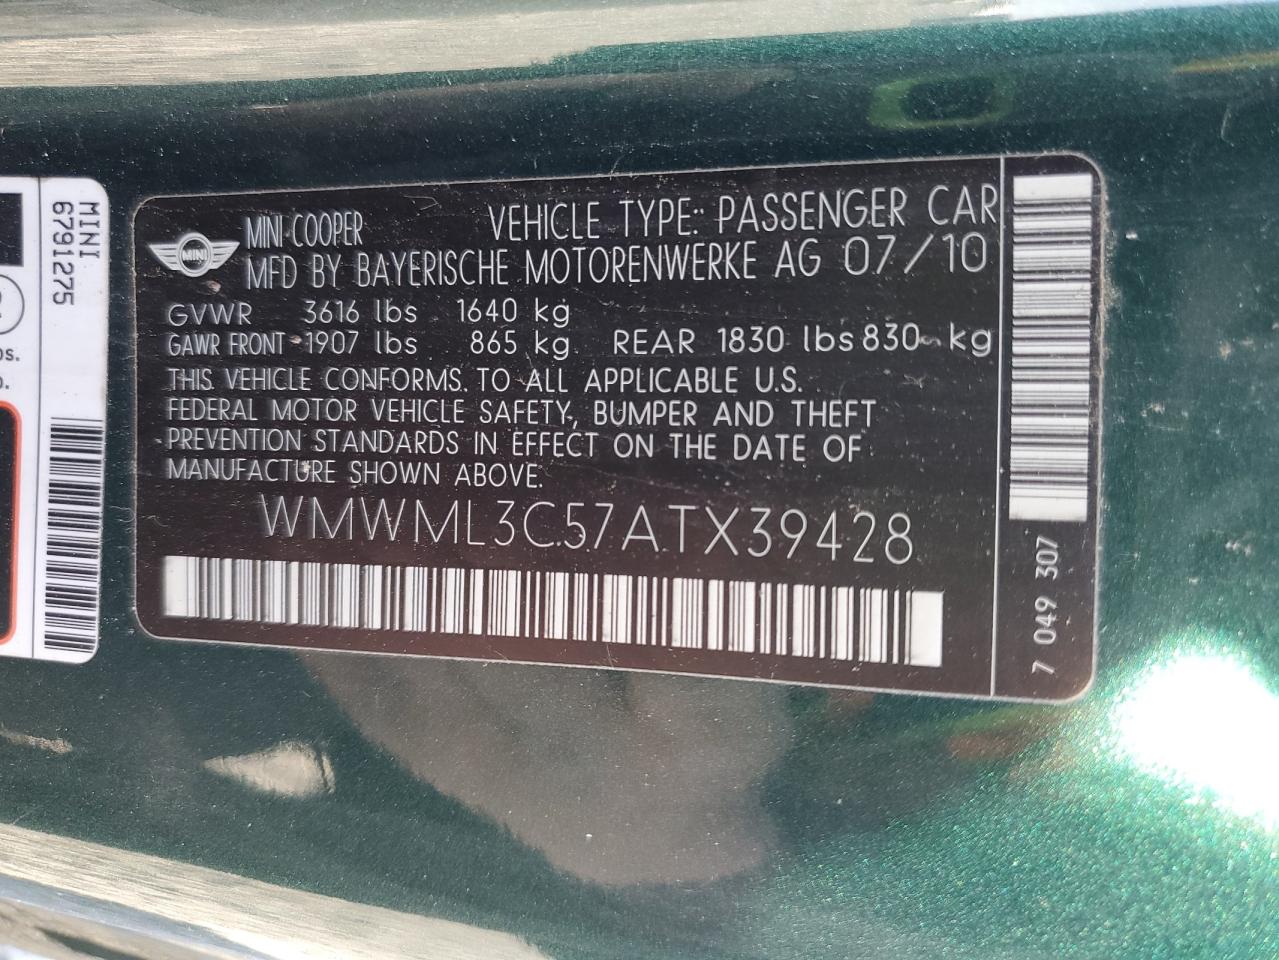 MINI
6791275
MINI COOPER VEHICLE TYPE: PASSENGER CAR
MINI
MFD BY BAYERISCHE MOTORENWERKE AG 07/10
GVWR 3616 lbs 1640 kg
GAWR FRONT 1907 lbs 865 kg REAR 1830 lbs 830 kg
THIS VEHICLE CONFORMS TO ALL APPLICABLE U.S.
FEDERAL MOTOR VEHICLE SAFETY, BUMPER AND THEFT
PREVENTION STANDARDS IN EFFECT ON THE DATE OF
MANUFACTURE SHOWN ABOVE.
WMWML3C57ATX39428
7 049 307